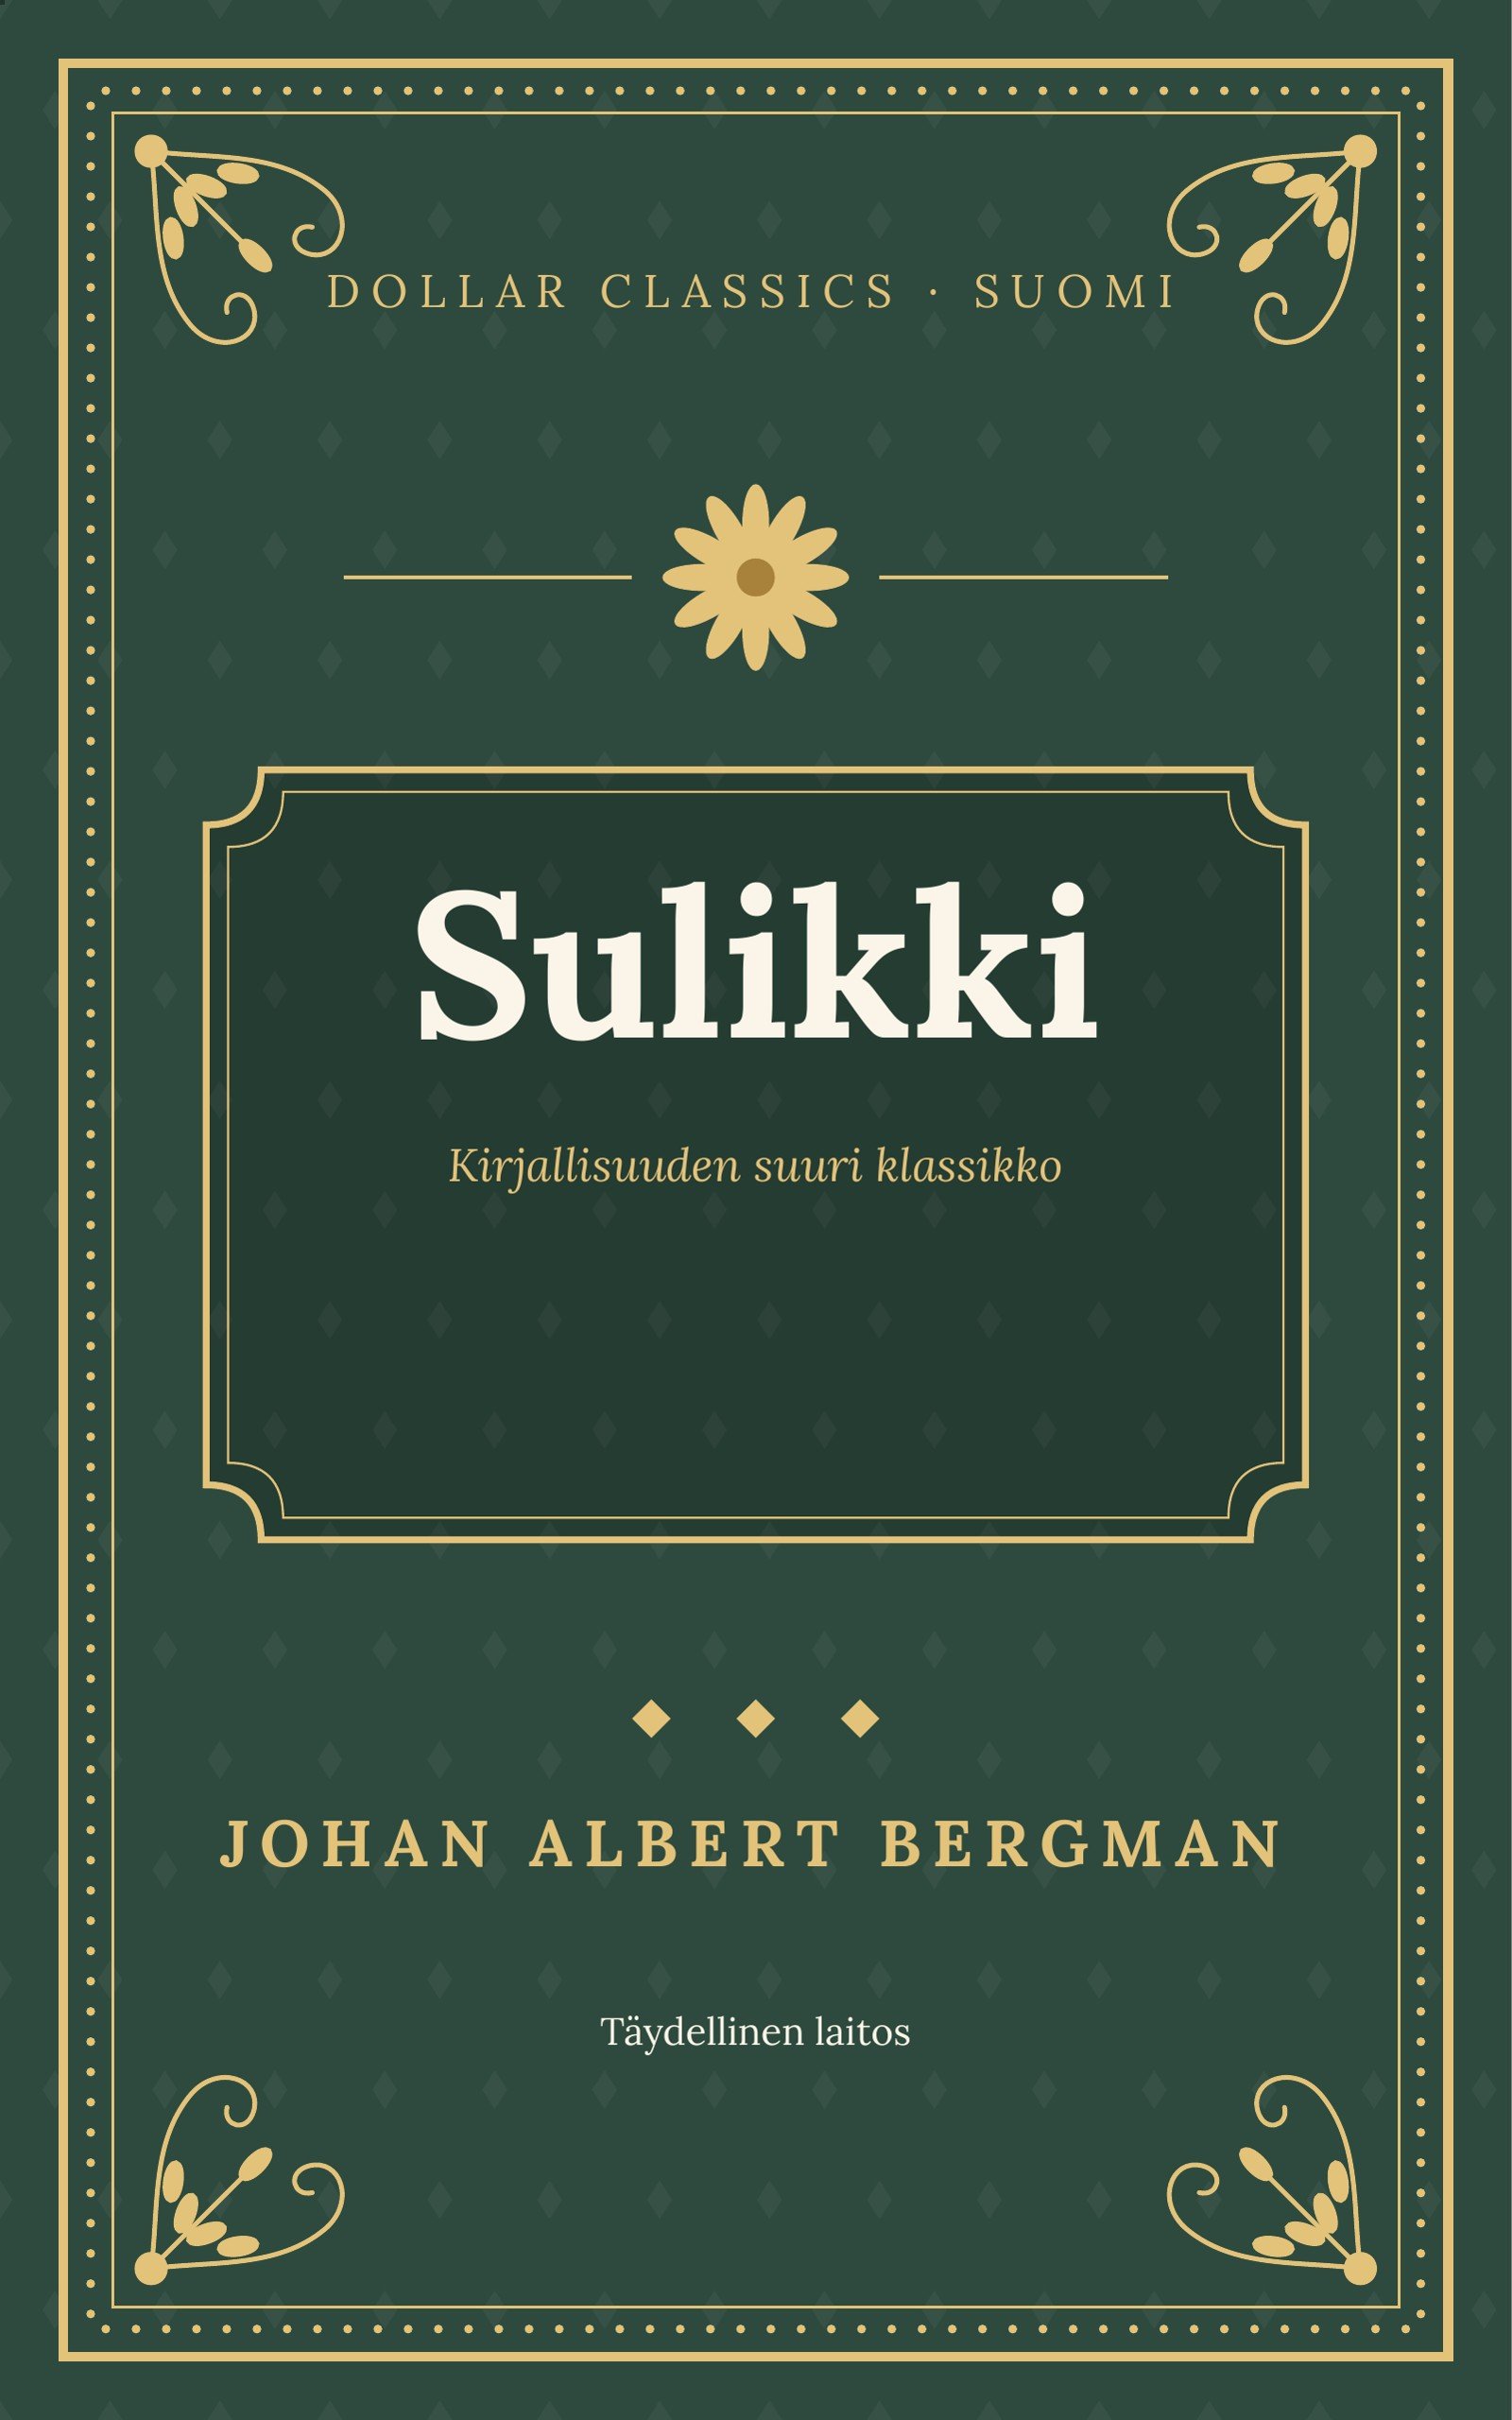 DOLLAR CLASSICS · SUOMI
Sulikki
Kirjallisuuden suuri klassikko
JOHAN ALBERT BERGMAN
Täydellinen laitos